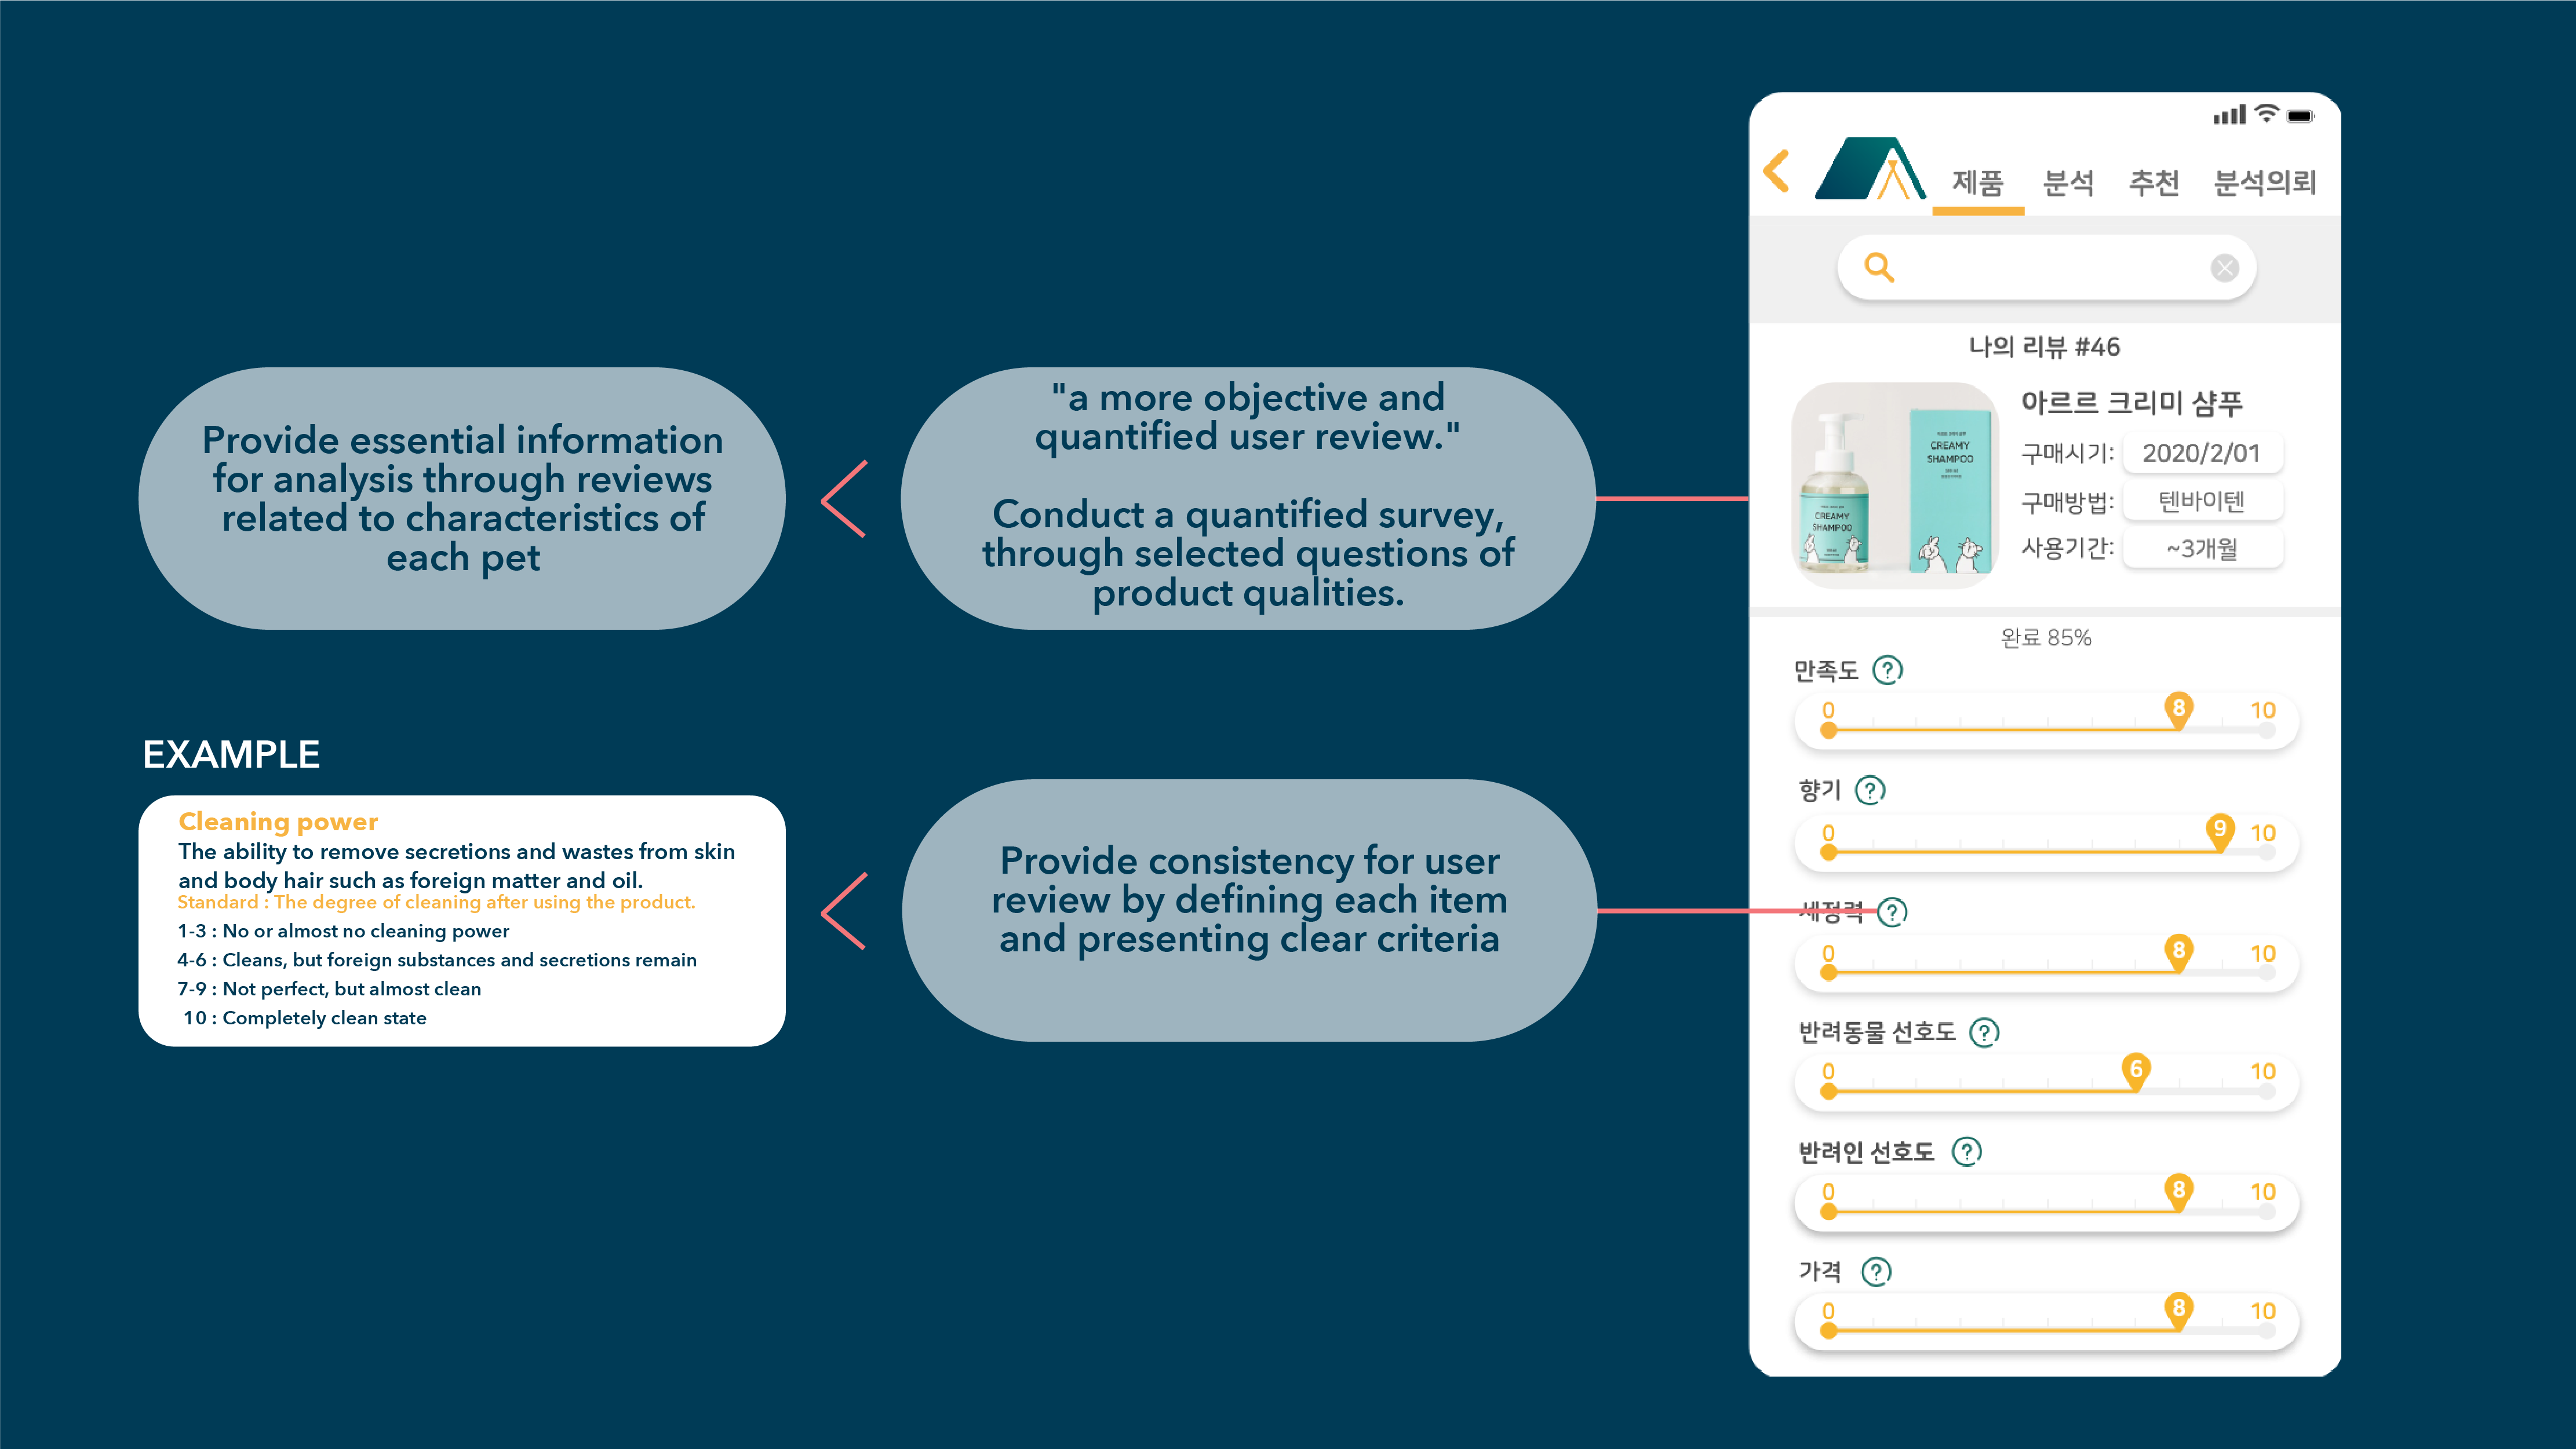 Provide essential information
for analysis through reviews
related to characteristics of
each pet
"a more objective and
quantified user review."
Conduct a quantified survey,
through selected questions of
product qualities.
EXAMPLE
Cleaning power
The ability to remove secretions and wastes from skin
and body hair such as foreign matter and oil.
Standard : The degree of cleaning after using the product.
1-3 : No or almost no cleaning power
4-6 : Cleans, but foreign substances and secretions remain
7-9 : Not perfect, but almost clean
10 : Completely clean state
Provide consistency for user
review by defining each item
and presenting clear criteria
제품 분석 추천 분석의뢰
나의 리뷰 #46
CREAMY
SHAMPOO
CREAMY
SHAMPOO
아르르 크리미 샴푸
구매시기: 2020/2/01
구매방법: 텐바이텐
사용기간: ~3개월
완료 85%
만족도 ?
0 8 10
향기 ?
0 9 10
세정력 ?
0 8 10
반려동물 선호도 ?
0 6 10
반려인 선호도 ?
0 8 10
가격 ?
0 8 10